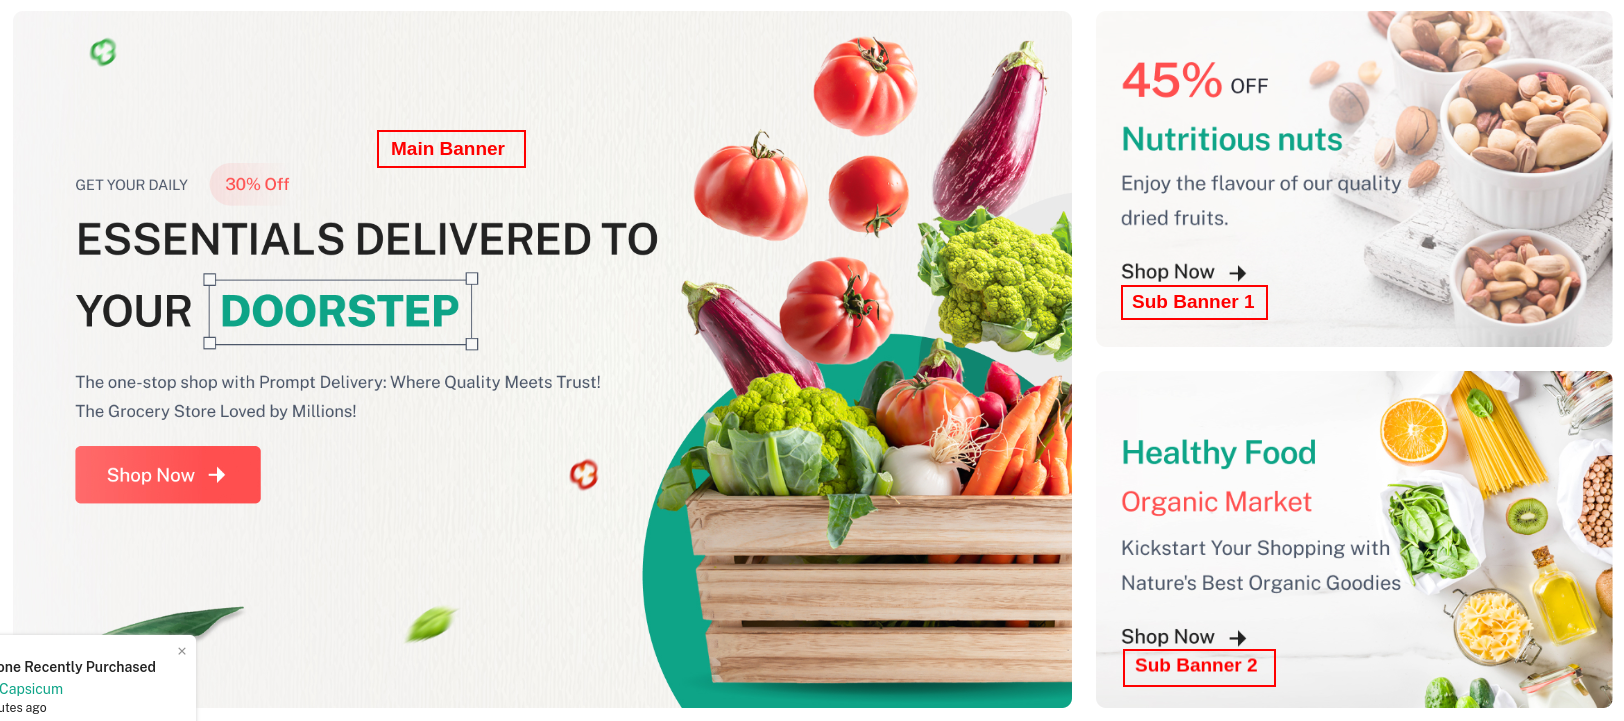 Main Banner
GET YOUR DAILY 30% Off
ESSENTIALS DELIVERED TO
YOUR DOORSTEP
The one-stop shop with Prompt Delivery: Where Quality Meets Trust!
The Grocery Store Loved by Millions!
Shop Now
one Recently Purchased
Capsicum
utes ago
45% OFF
Nutritious nuts
Enjoy the flavour of our quality
dried fruits.
Shop Now
Sub Banner 1
Healthy Food
Organic Market
Kickstart Your Shopping with
Nature's Best Organic Goodies
Shop Now
Sub Banner 2